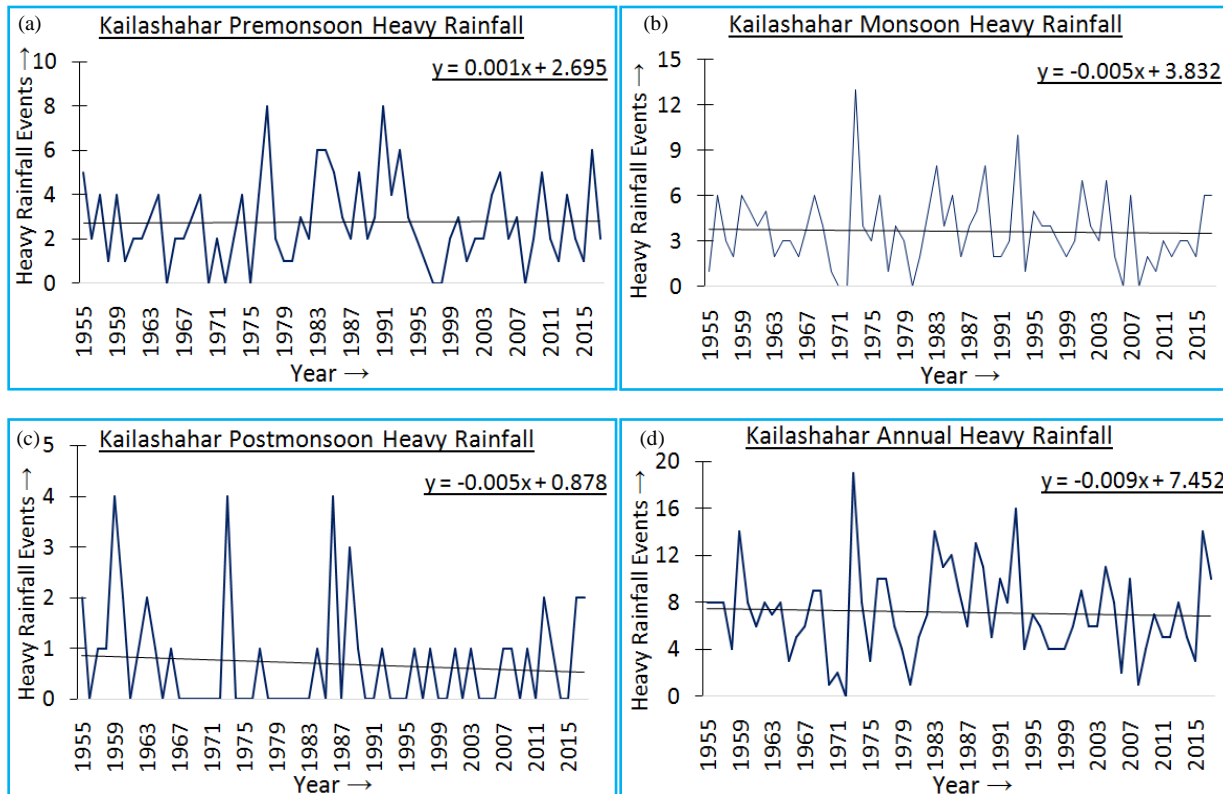 (a)
Kailashahar Premonsoon Heavy Rainfall
y = 0.001x + 2.695
Heavy Rainfall Events →
10
8
6
4
2
0
1955 1959 1963 1967 1971 1975 1979 1983 1987 1991 1995 1999 2003 2007 2011 2015
Year →
(b)
Kailashahar Monsoon Heavy Rainfall
y = -0.005x + 3.832
Heavy Rainfall Events →
15
12
9
6
3
0
1955 1959 1963 1967 1971 1975 1979 1983 1987 1991 1995 1999 2003 2007 2011 2015
Year →
(c)
Kailashahar Postmonsoon Heavy Rainfall
y = -0.005x + 0.878
Heavy Rainfall Events →
5
4
3
2
1
0
1955 1959 1963 1967 1971 1975 1979 1983 1987 1991 1995 1999 2003 2007 2011 2015
Year →
(d)
Kailashahar Annual Heavy Rainfall
y = -0.009x + 7.452
Heavy Rainfall Events →
20
16
12
8
4
0
1955 1959 1963 1967 1971 1975 1979 1983 1987 1991 1995 1999 2003 2007 2011 2015
Year →